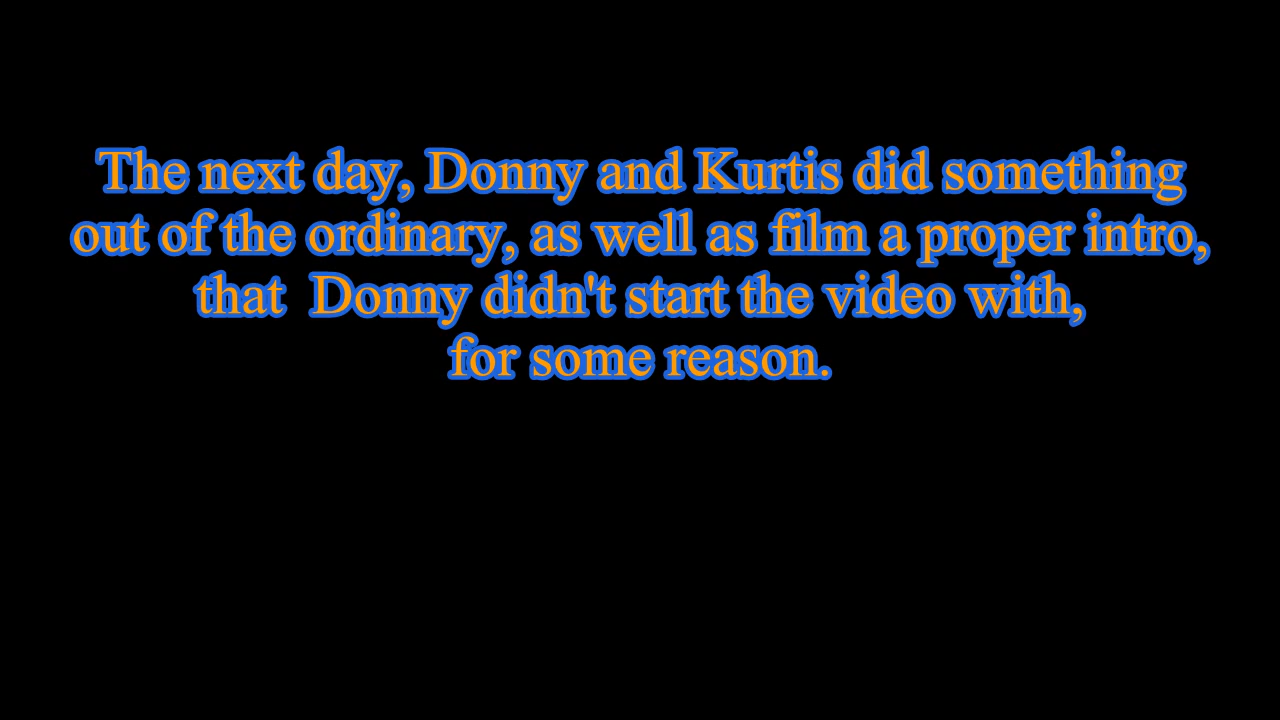 The next day, Donny and Kurtis did something
out of the ordinary, as well as film a proper intro,
that  Donny didn't start the video with,
for some reason.